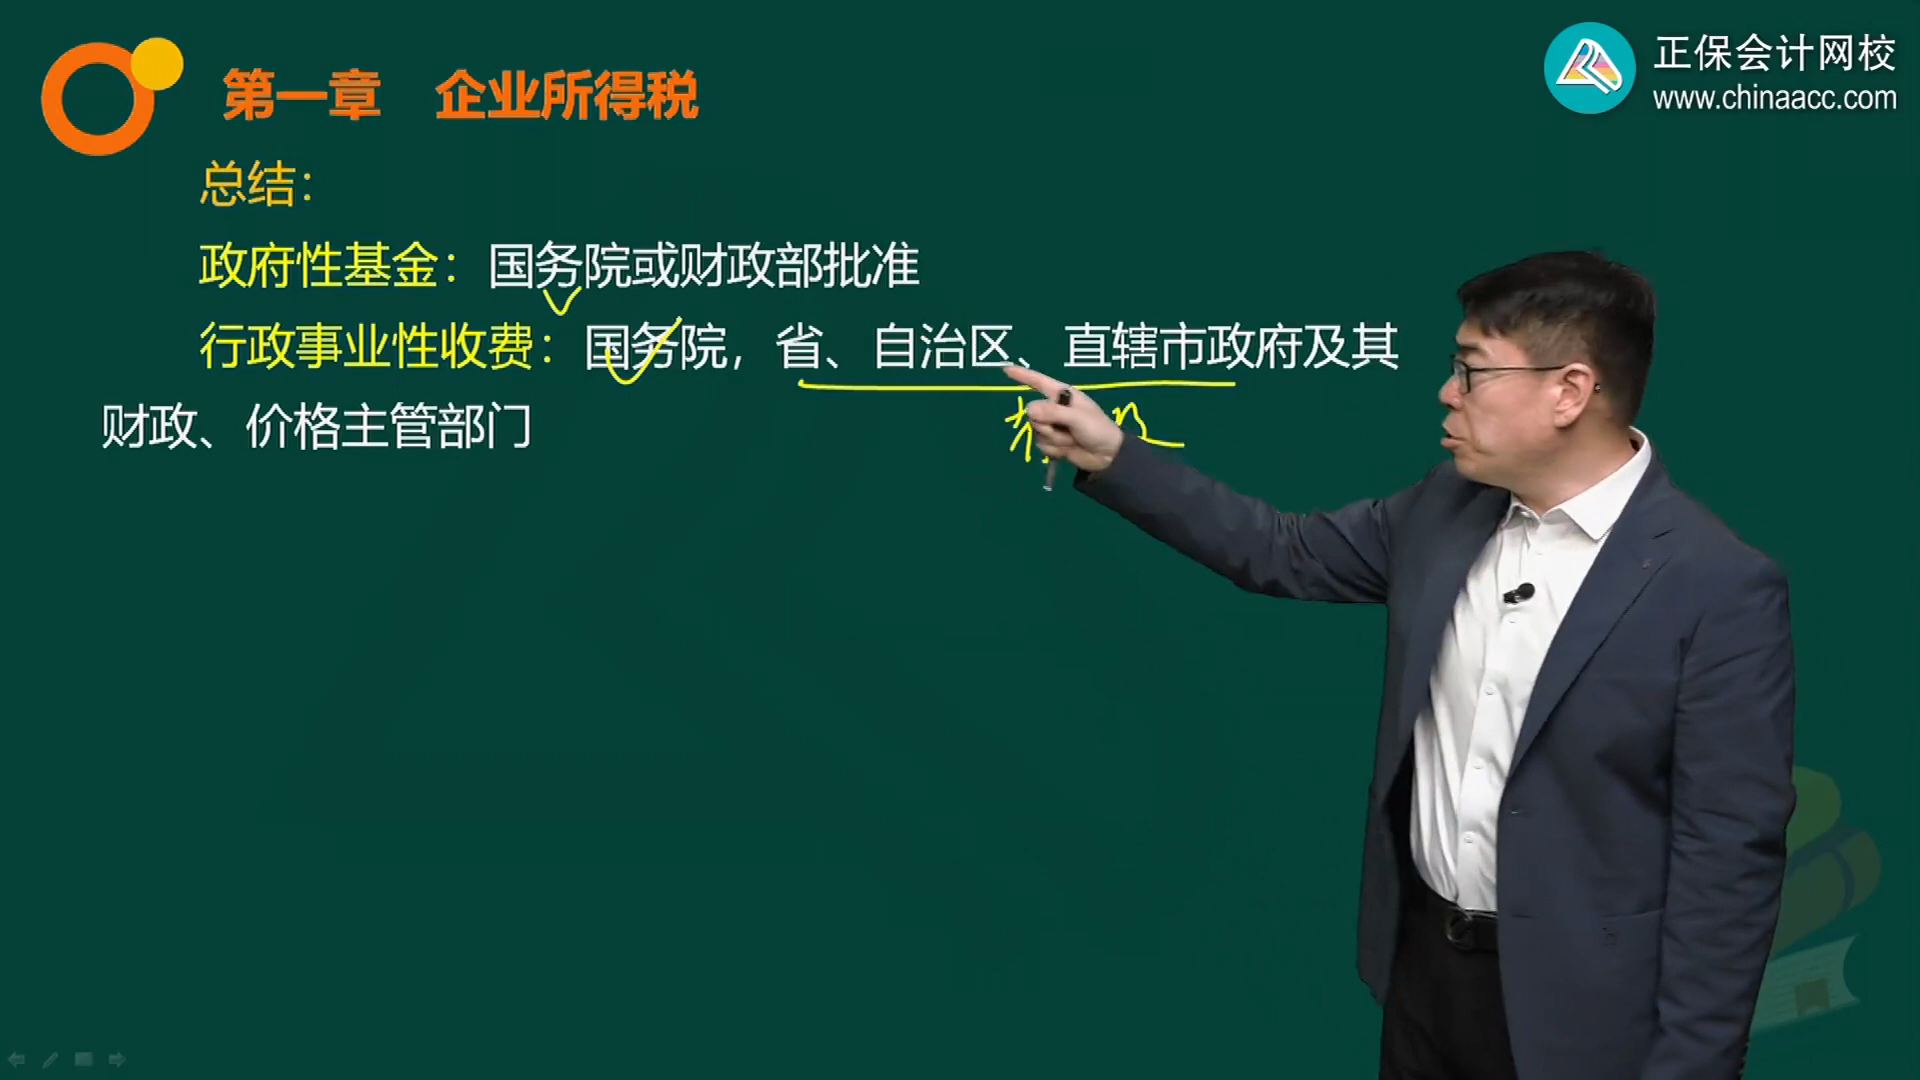 第一章 企业所得税
正保会计网校
www.chinaacc.com
总结：
政府性基金：国务院或财政部批准
行政事业性收费：国务院，省、自治区、直辖市政府及其
财政、价格主管部门